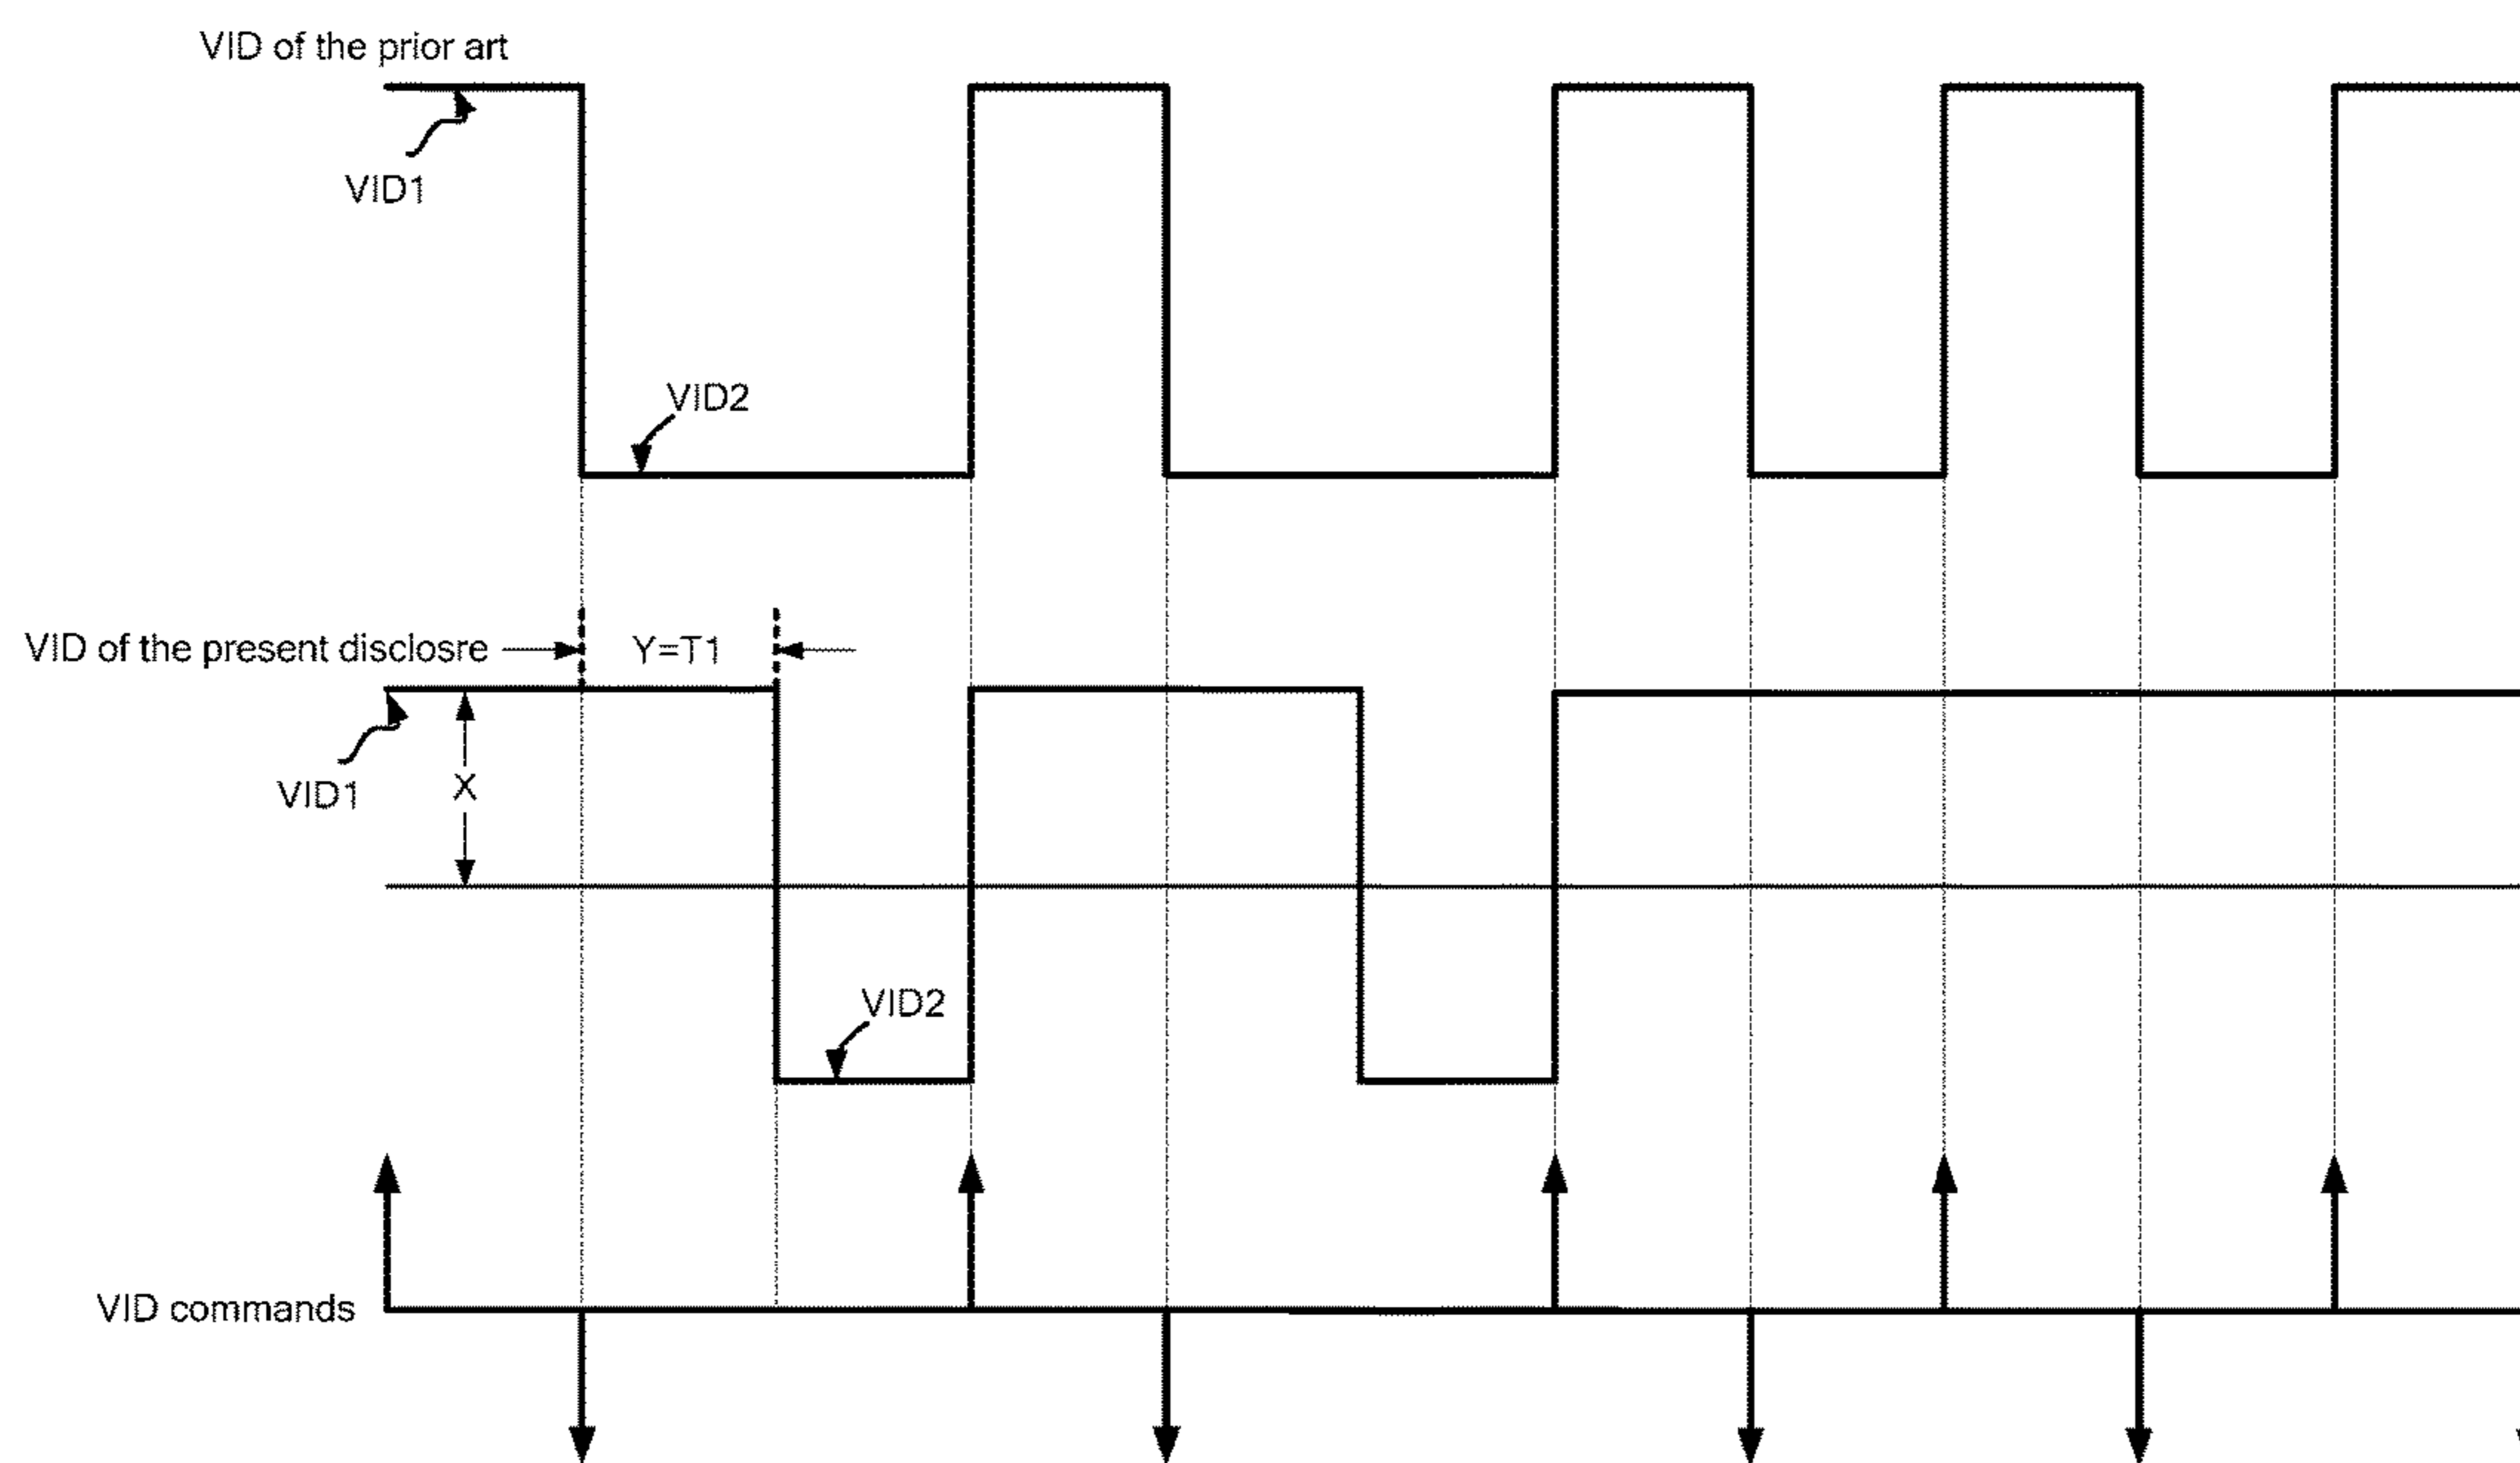 VID of the prior art
VID1
VID2
VID of the present disclosre
Y=T1
VID1
X
VID2
VID commands